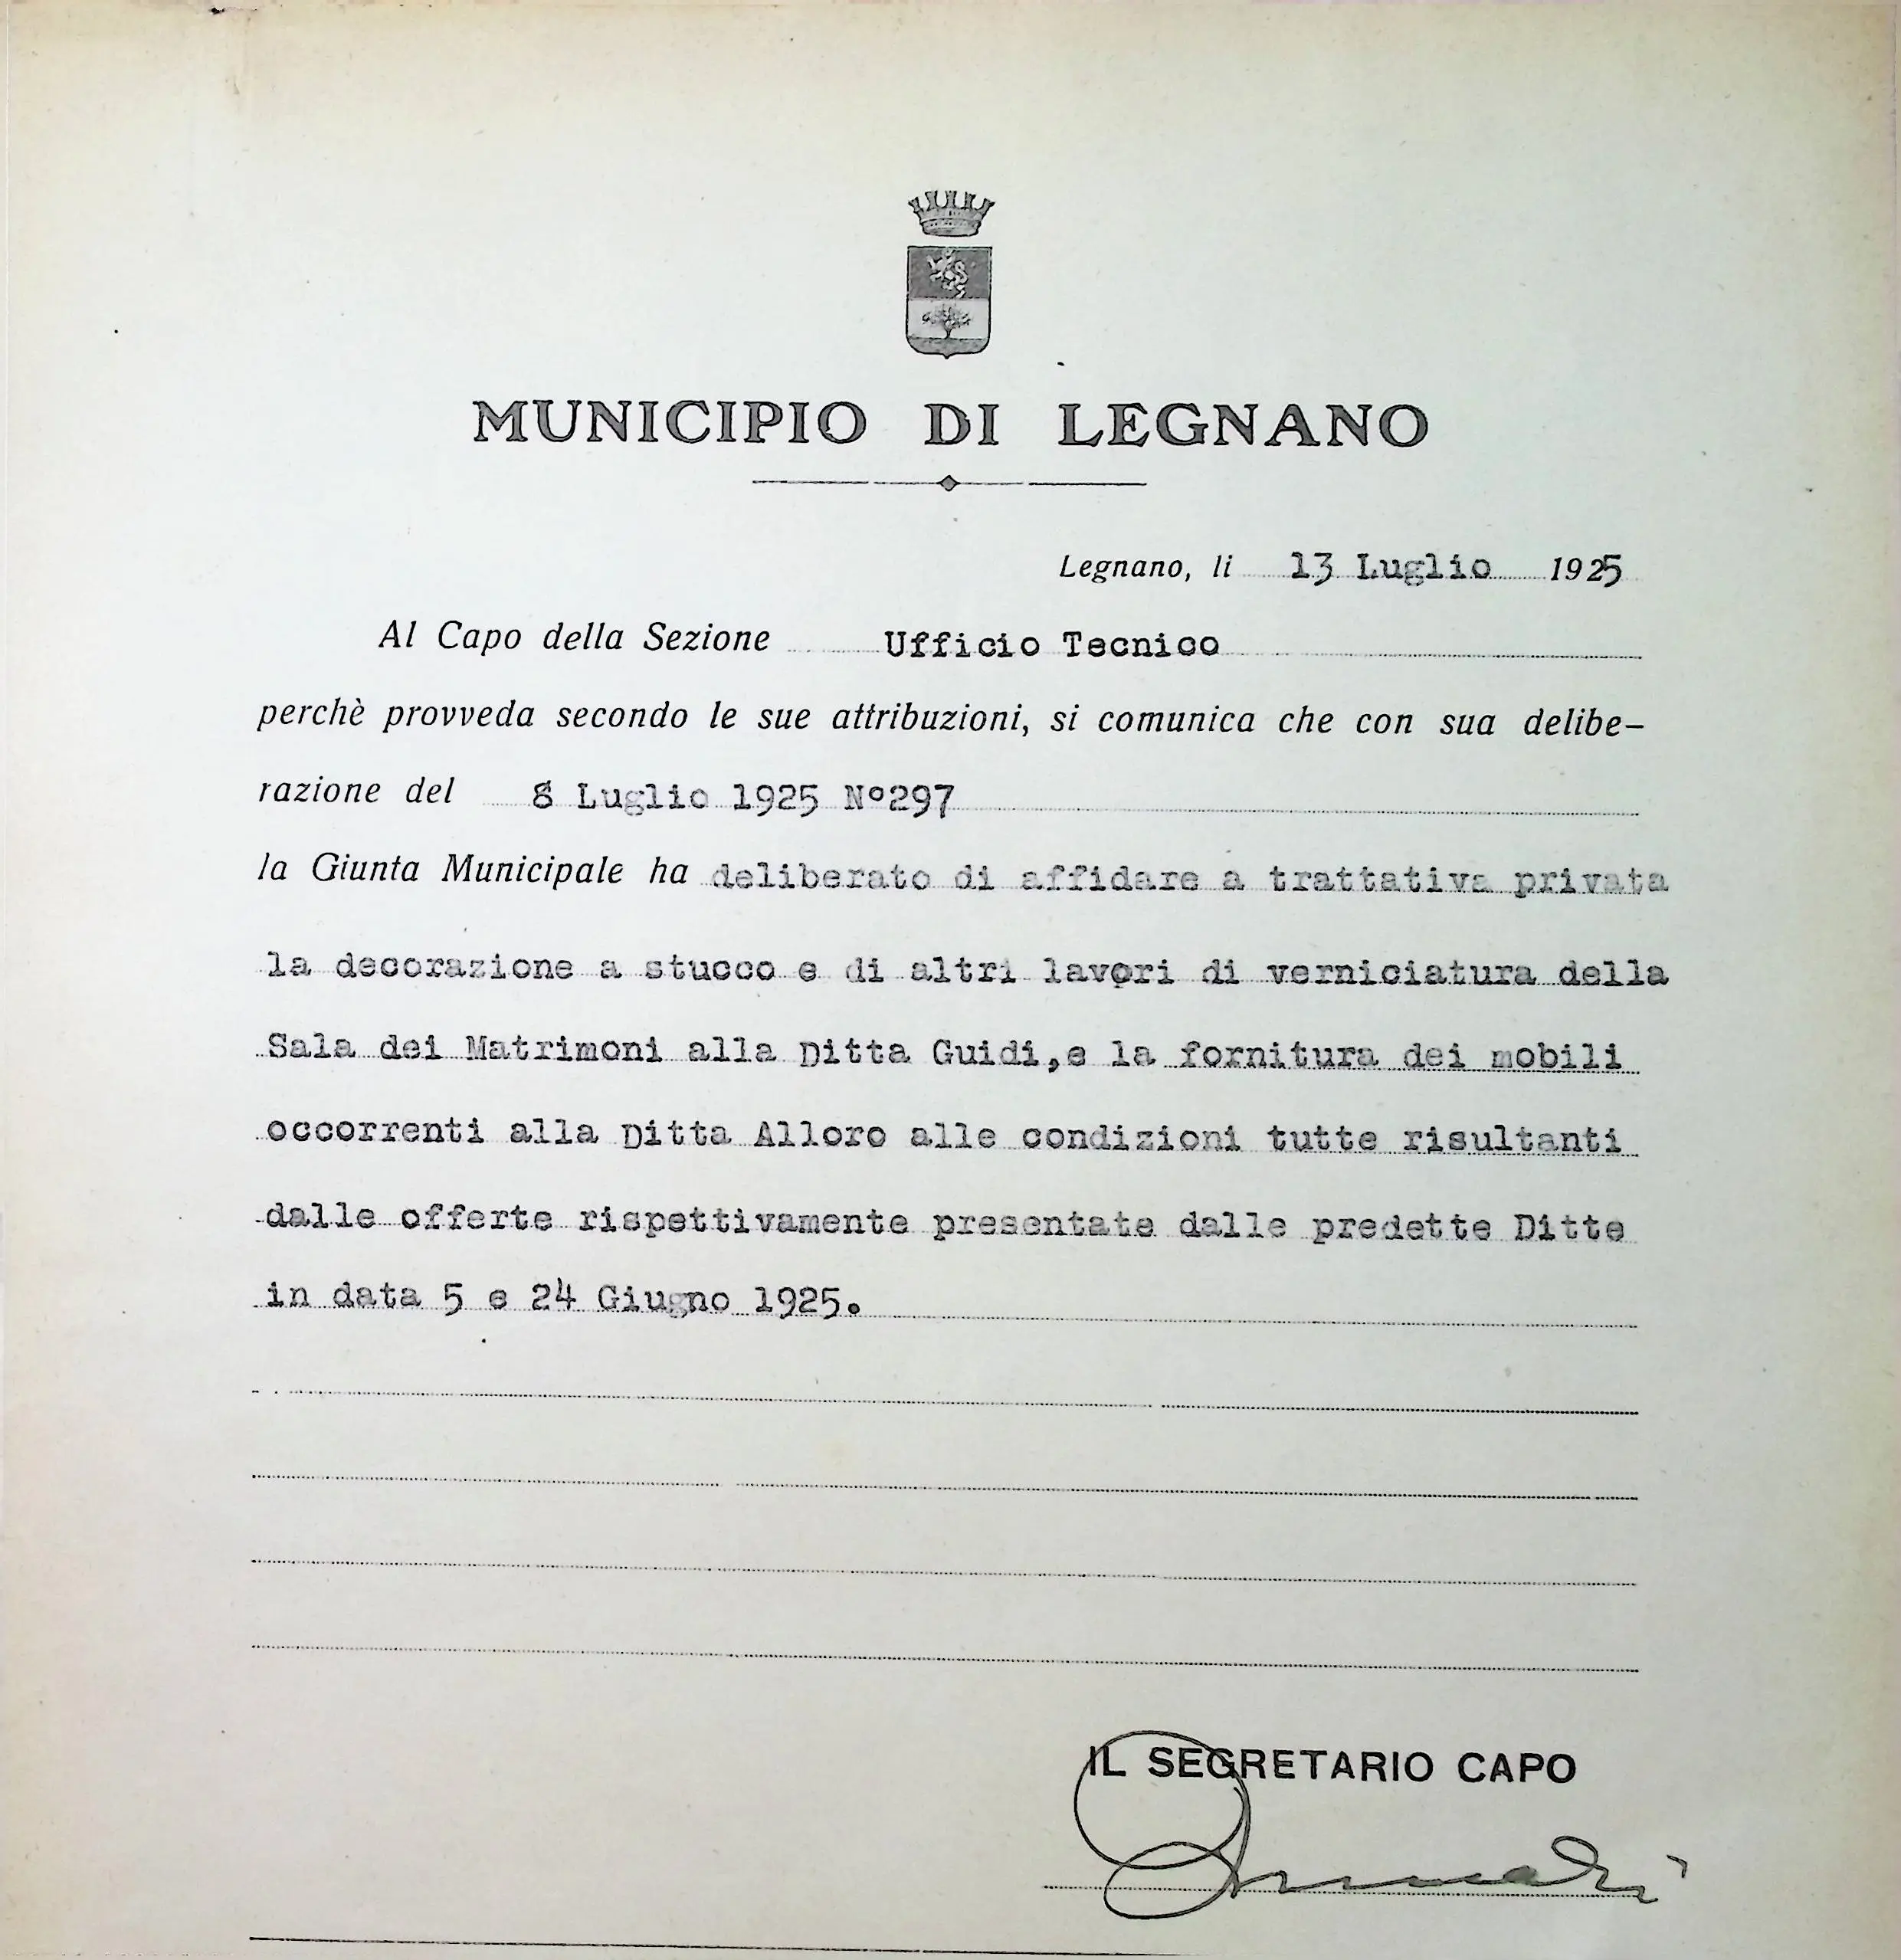 MUNICIPIO DI LEGNANO
Legnano, li 13 Luglio 1925
Al Capo della Sezione Ufficio Tecnico
perchè provveda secondo le sue attribuzioni, si comunica che con sua delibe-
razione del 8 Luglio 1925 N°297
la Giunta Municipale ha deliberato di affidare a trattativa privata
la decorazione a stucco e di altri lavori di verniciatura della
Sala dei Matrimoni alla Ditta Guidi,e la fornitura dei mobili
occorrenti alla Ditta Alloro alle condizioni tutte risultanti
dalle offerte rispettivamente presentate dalle predette Ditte
in data 5 e 24 Giugno 1925.
IL SEGRETARIO CAPO